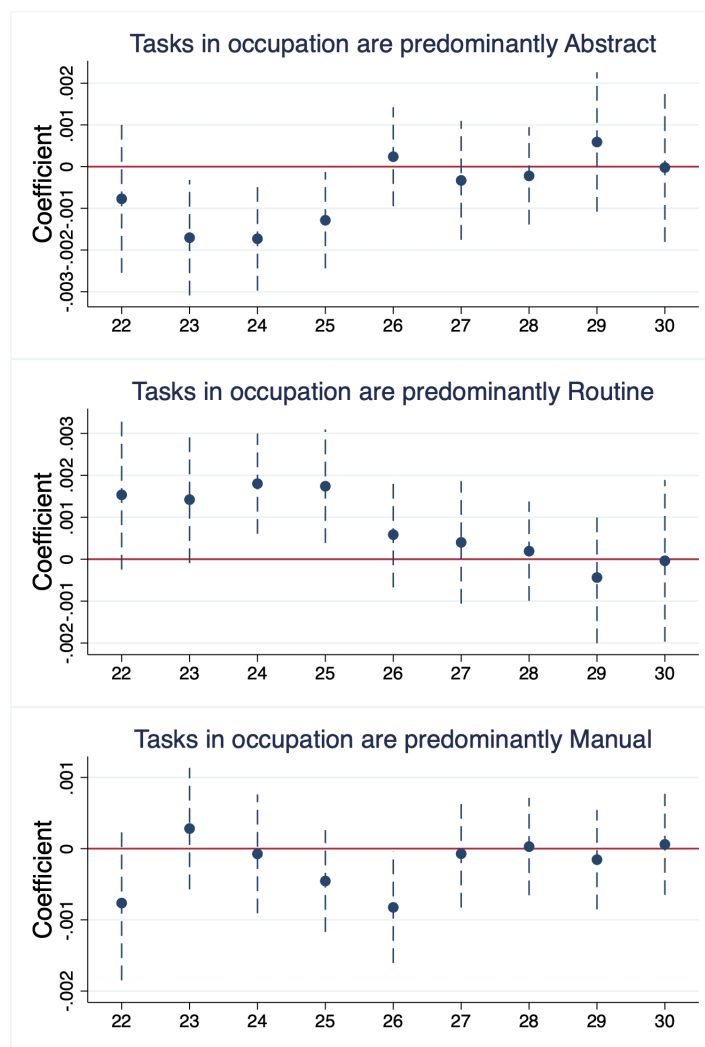 Tasks in occupation are predominantly Abstract
Coefficient
.002
.001
0
-.001
-.002
-.003
22 23 24 25 26 27 28 29 30
Tasks in occupation are predominantly Routine
Coefficient
.003
.002
.001
0
-.001
-.002
22 23 24 25 26 27 28 29 30
Tasks in occupation are predominantly Manual
Coefficient
.001
0
-.001
-.002
22 23 24 25 26 27 28 29 30